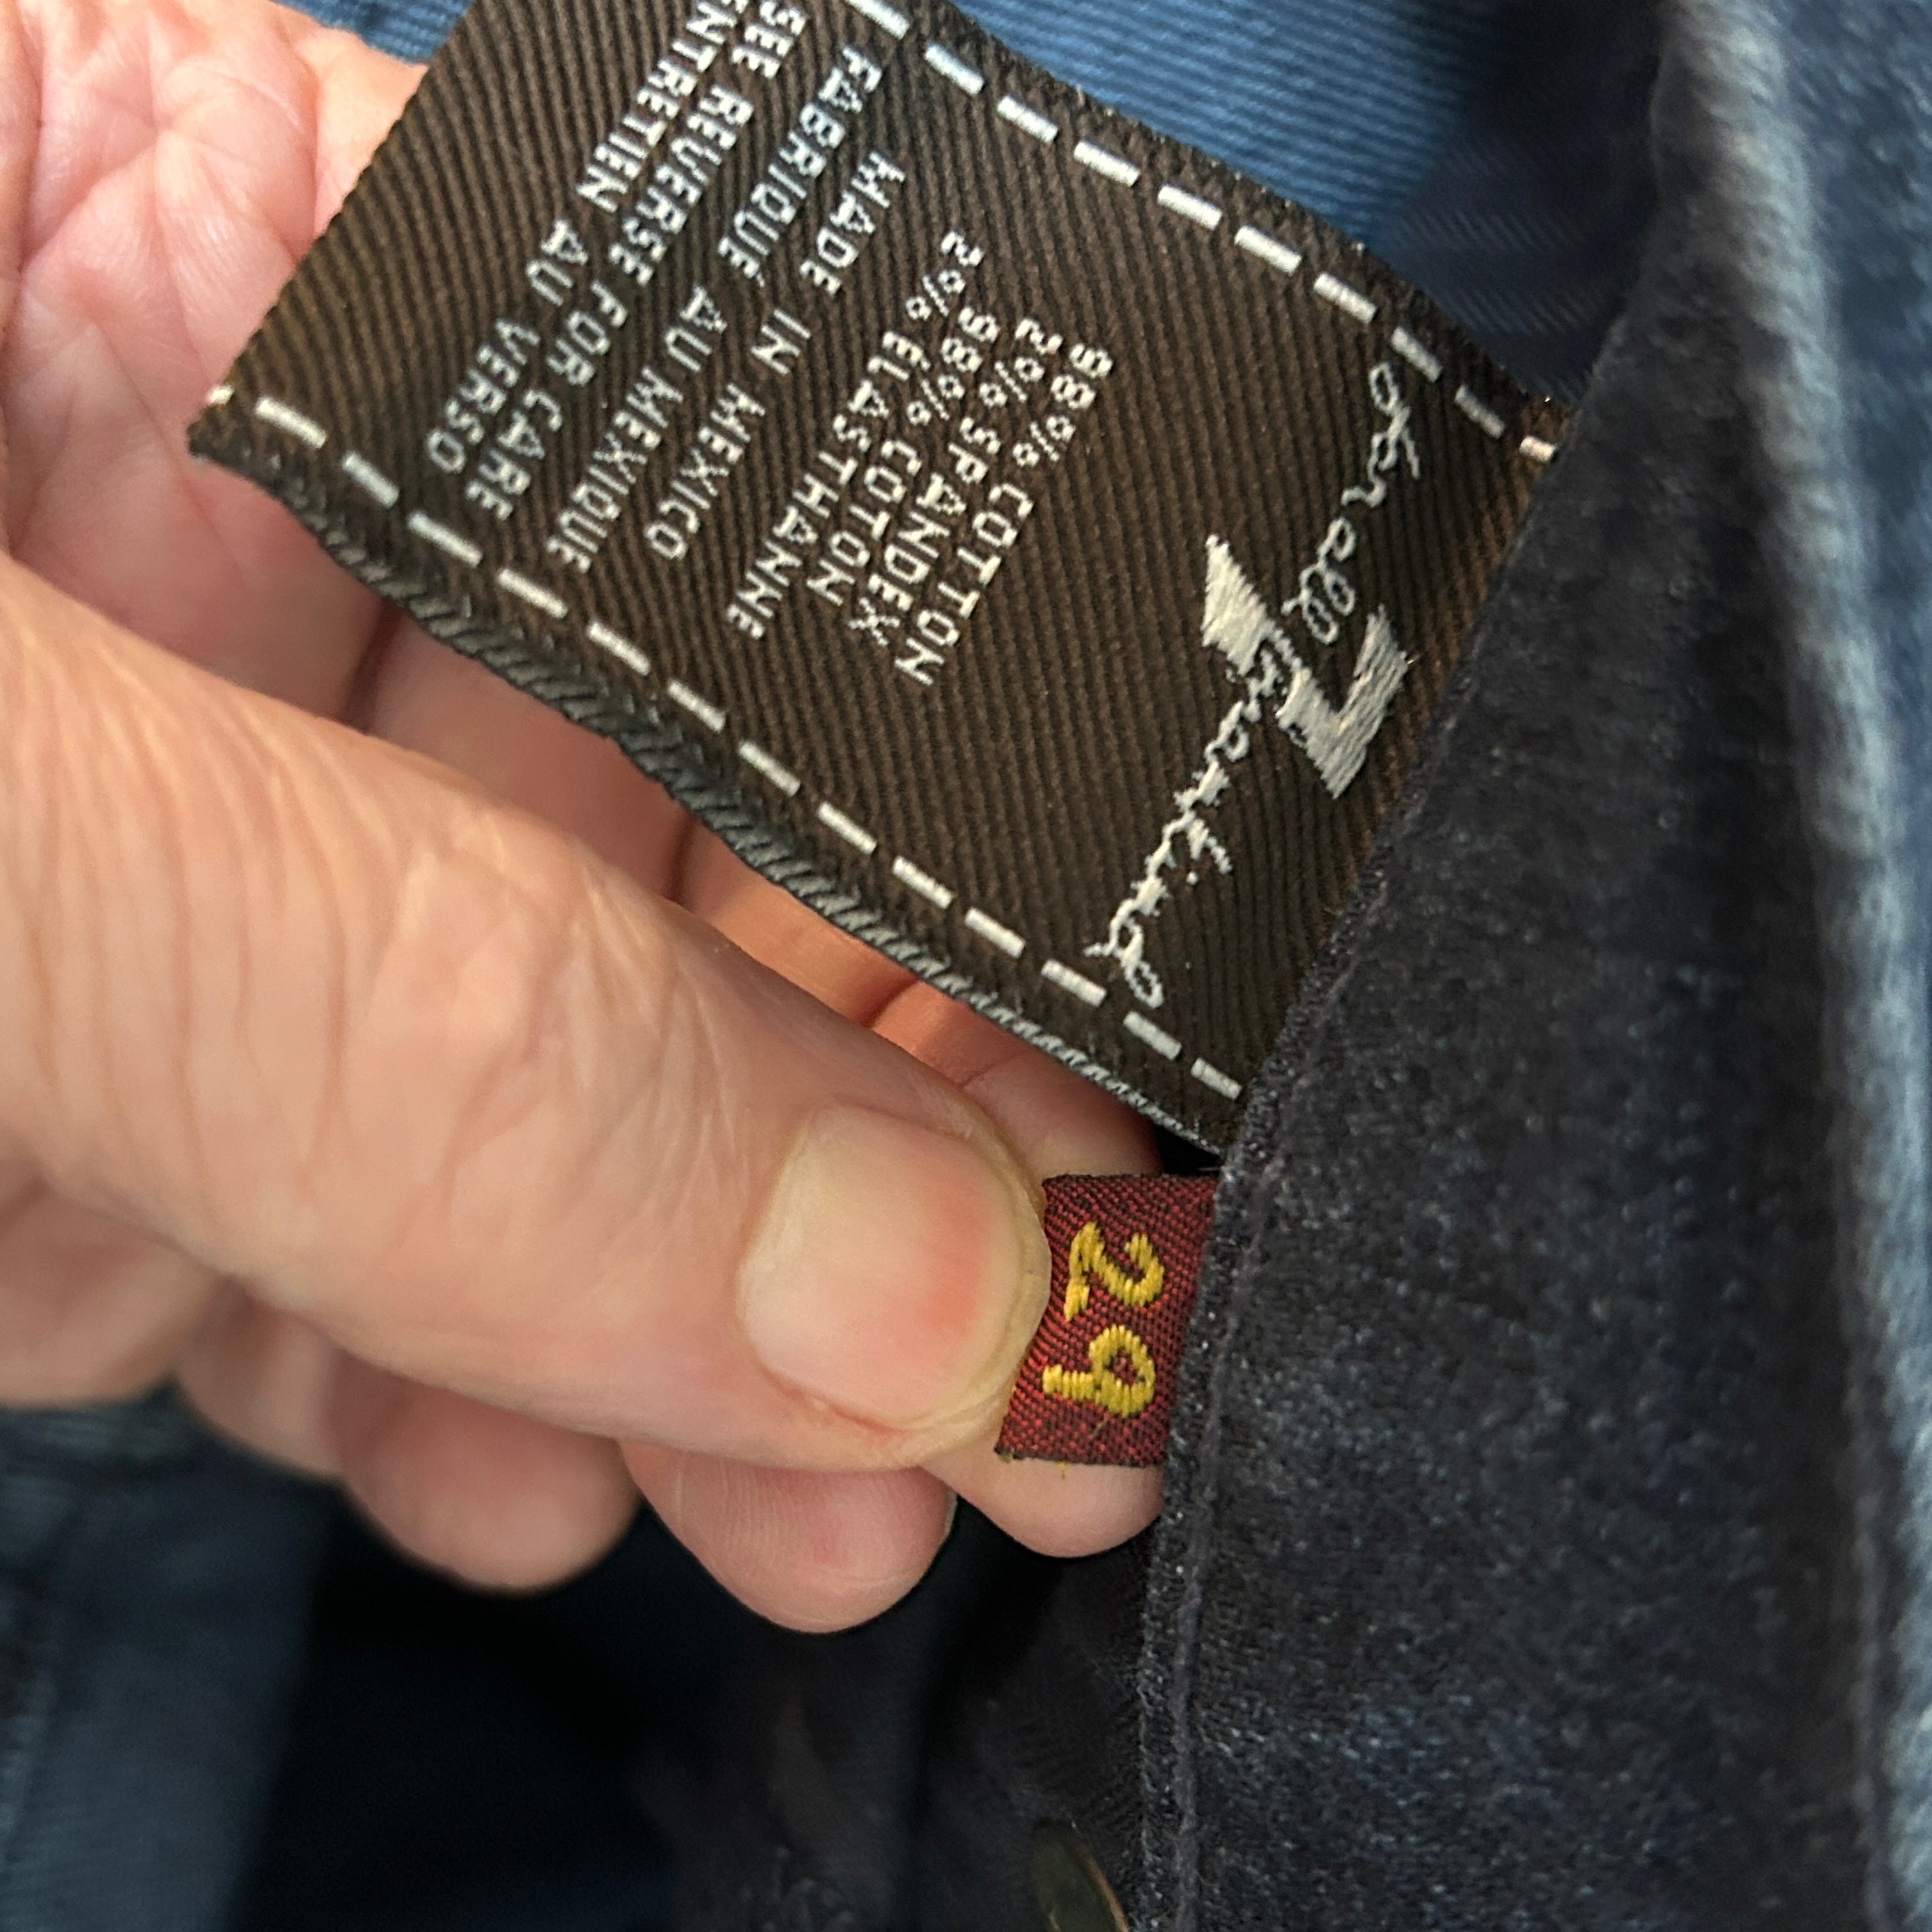 7
for all mankind
98% COTTON
2% SPANDEX
98% COTON
2% ELASTHANNE
MADE IN MEXICO
FABRIQUÉ AU MEXIQUE
SEE REVERSE FOR CARE
ENTRETIEN AU VERSO
29